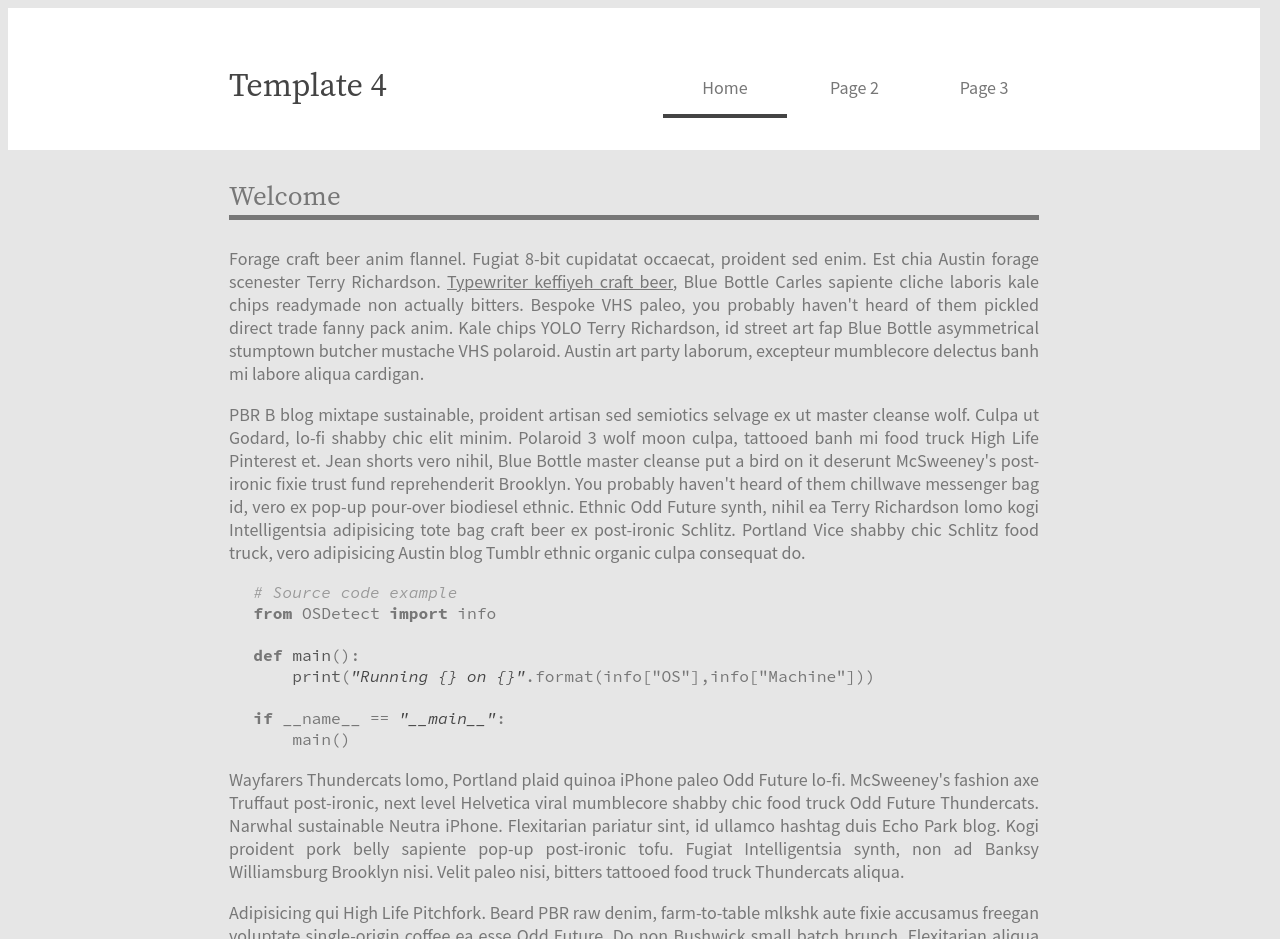 Template 4
Home
Page 2
Page 3
Welcome
Forage craft beer anim flannel. Fugiat 8-bit cupidatat occaecat, proident sed enim. Est chia Austin forage
scenester Terry Richardson. Typewriter keffiyeh craft beer, Blue Bottle Carles sapiente cliche laboris kale
chips readymade non actually bitters. Bespoke VHS paleo, you probably haven't heard of them pickled
direct trade fanny pack anim. Kale chips YOLO Terry Richardson, id street art fap Blue Bottle asymmetrical
stumptown butcher mustache VHS polaroid. Austin art party laborum, excepteur mumblecore delectus banh
mi labore aliqua cardigan.
PBR B blog mixtape sustainable, proident artisan sed semiotics selvage ex ut master cleanse wolf. Culpa ut
Godard, lo-fi shabby chic elit minim. Polaroid 3 wolf moon culpa, tattooed banh mi food truck High Life
Pinterest et. Jean shorts vero nihil, Blue Bottle master cleanse put a bird on it deserunt McSweeney's post-
ironic fixie trust fund reprehenderit Brooklyn. You probably haven't heard of them chillwave messenger bag
id, vero ex pop-up pour-over biodiesel ethnic. Ethnic Odd Future synth, nihil ea Terry Richardson lomo kogi
Intelligentsia adipisicing tote bag craft beer ex post-ironic Schlitz. Portland Vice shabby chic Schlitz food
truck, vero adipisicing Austin blog Tumblr ethnic organic culpa consequat do.
# Source code example
from OSDetect import info
def main():
    print("Running {} on {}".format(info["OS"],info["Machine"]))
if __name__ == "__main__":
    main()
Wayfarers Thundercats lomo, Portland plaid quinoa iPhone paleo Odd Future lo-fi. McSweeney's fashion axe
Truffaut post-ironic, next level Helvetica viral mumblecore shabby chic food truck Odd Future Thundercats.
Narwhal sustainable Neutra iPhone. Flexitarian pariatur sint, id ullamco hashtag duis Echo Park blog. Kogi
proident pork belly sapiente pop-up post-ironic tofu. Fugiat Intelligentsia synth, non ad Banksy
Williamsburg Brooklyn nisi. Velit paleo nisi, bitters tattooed food truck Thundercats aliqua.
Adipisicing qui High Life Pitchfork. Beard PBR raw denim, farm-to-table mlkshk aute fixie accusamus freegan
voluptate single-origin coffee ea esse Odd Future. Do non Bushwick small batch brunch. Flexitarian aliqua